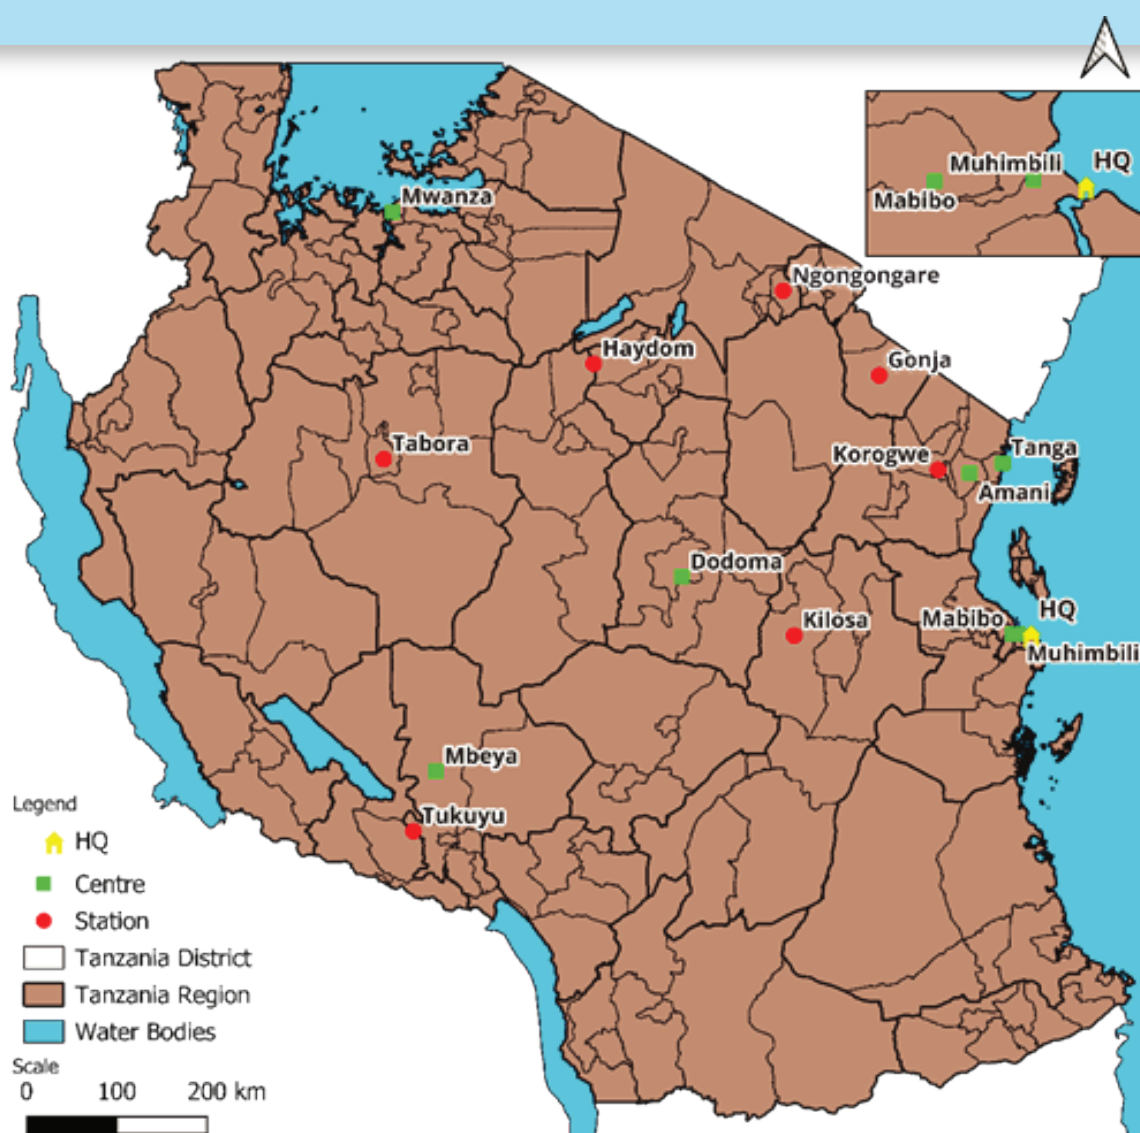 Muhimbili
HQ
Mabibo
Mwanza
Ngongongare
Haydom
Gonja
Tabora
Korogwe
Tanga
Amani
Dodoma
Kilosa
Mabibo
HQ
Muhimbili
Mbeya
Tukuyu
Legend
HQ
Centre
Station
Tanzania District
Tanzania Region
Water Bodies
Scale
0 100 200 km